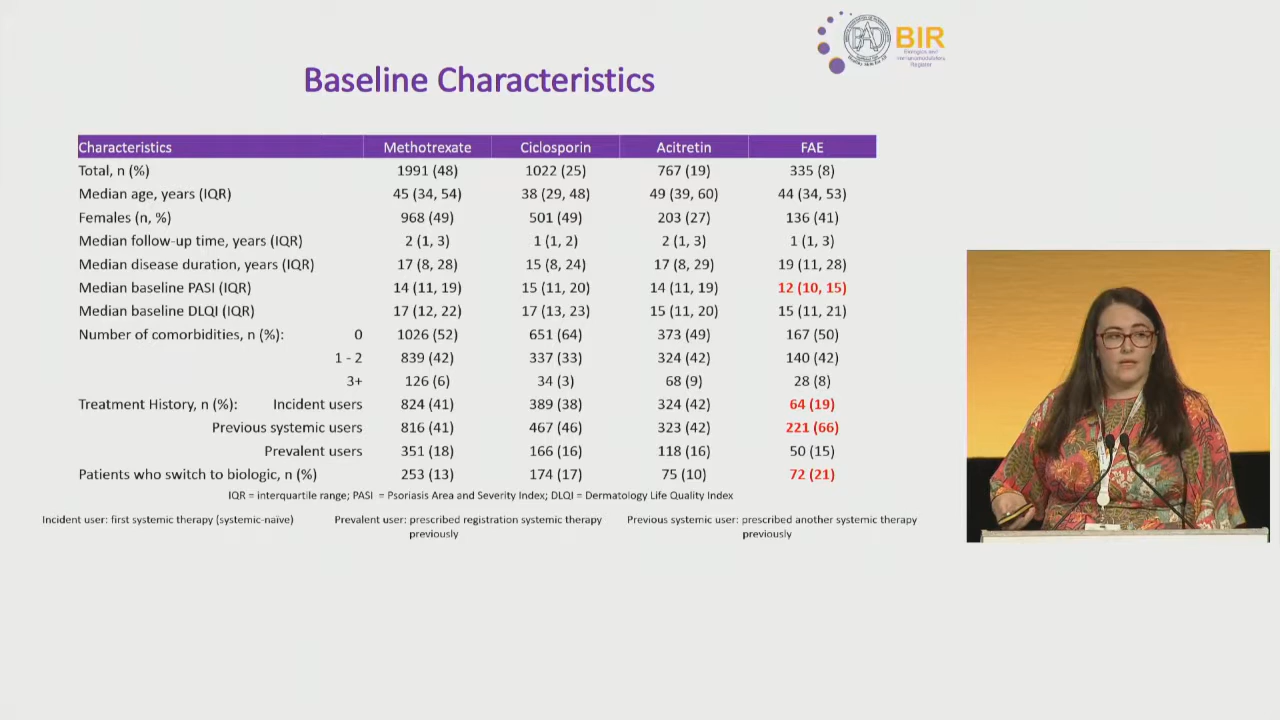 BIR
Biologics and
Immunomodulators
Register
Baseline Characteristics
Characteristics Methotrexate Ciclosporin Acitretin FAE
Total, n (%) 1991 (48) 1022 (25) 767 (19) 335 (8)
Median age, years (IQR) 45 (34, 54) 38 (29, 48) 49 (39, 60) 44 (34, 53)
Females (n, %) 968 (49) 501 (49) 203 (27) 136 (41)
Median follow-up time, years (IQR) 2 (1, 3) 1 (1, 2) 2 (1, 3) 1 (1, 3)
Median disease duration, years (IQR) 17 (8, 28) 15 (8, 24) 17 (8, 29) 19 (11, 28)
Median baseline PASI (IQR) 14 (11, 19) 15 (11, 20) 14 (11, 19) 12 (10, 15)
Median baseline DLQI (IQR) 17 (12, 22) 17 (13, 23) 15 (11, 20) 15 (11, 21)
Number of comorbidities, n (%): 0 1026 (52) 651 (64) 373 (49) 167 (50)
1 - 2 839 (42) 337 (33) 324 (42) 140 (42)
3+ 126 (6) 34 (3) 68 (9) 28 (8)
Treatment History, n (%): Incident users 824 (41) 389 (38) 324 (42) 64 (19)
Previous systemic users 816 (41) 467 (46) 323 (42) 221 (66)
Prevalent users 351 (18) 166 (16) 118 (16) 50 (15)
Patients who switch to biologic, n (%) 253 (13) 174 (17) 75 (10) 72 (21)
IQR = interquartile range; PASI = Psoriasis Area and Severity Index; DLQI = Dermatology Life Quality Index
Incident user: first systemic therapy (systemic-naïve)
Prevalent user: prescribed registration systemic therapy
previously
Previous systemic user: prescribed another systemic therapy
previously